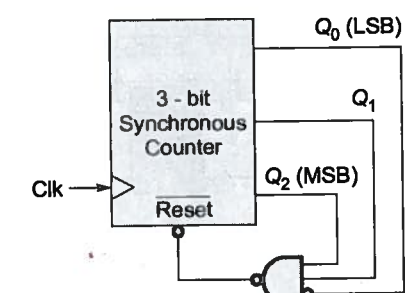 Q₀ (LSB)
3 - bit
Synchronous
Counter
Q₁
Q₂ (MSB)
Clk
Reset